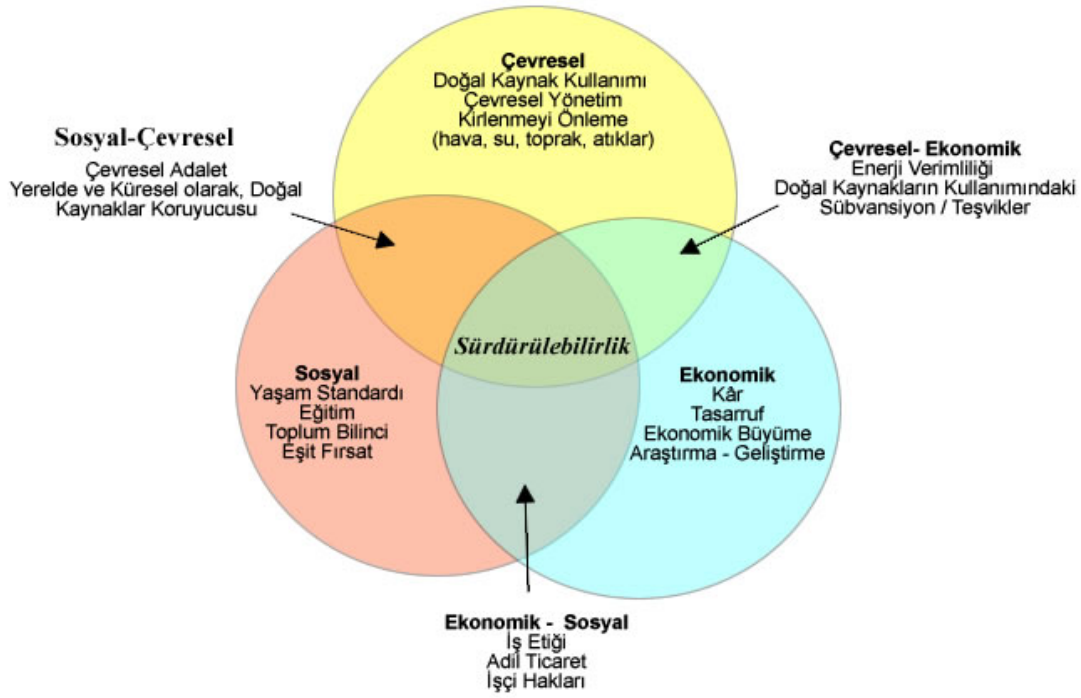 Çevresel
Doğal Kaynak Kullanımı
Çevresel Yönetim
Kirlenmeyi Önleme
(hava, su, toprak, atıklar)
Sosyal-Çevresel
Çevresel Adalet
Yerelde ve Küresel olarak, Doğal
Kaynaklar Koruyucusu
Çevresel- Ekonomik
Enerji Verimliliği
Doğal Kaynakların Kullanımındaki
Sübvansiyon / Teşvikler
Sürdürülebilirlik
Sosyal
Yaşam Standardı
Eğitim
Toplum Bilinci
Eşit Fırsat
Ekonomik
Kâr
Tasarruf
Ekonomik Büyüme
Araştırma - Geliştirme
Ekonomik - Sosyal
İş Etiği
Adil Ticaret
İşçi Hakları